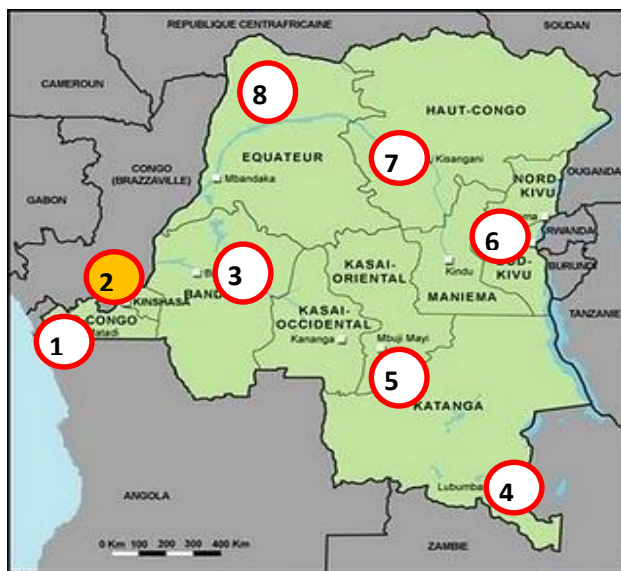 REPUBLIQUE CENTRAFRICAINE
SOUDAN
CAMEROUN
8
HAUT-CONGO
CONGO
(BRAZZAVILLE)
7
Kisangani
EQUATEUR
Mbandaka
NORD
KIVU
OUGANDA
GABON
6
RWANDA
2
3
KASAI-
ORIENTAL
Kindu
KIVU
BURUNDI
KINSHASA
MANIEMA
CONGO
KASAI-
OCCIDENTAL
TANZANIE
1
Kananga
Mbuji Mayi
5
KATANGA
4
ANGOLA
0 Km 100 200 300 400 Km
ZAMBIE